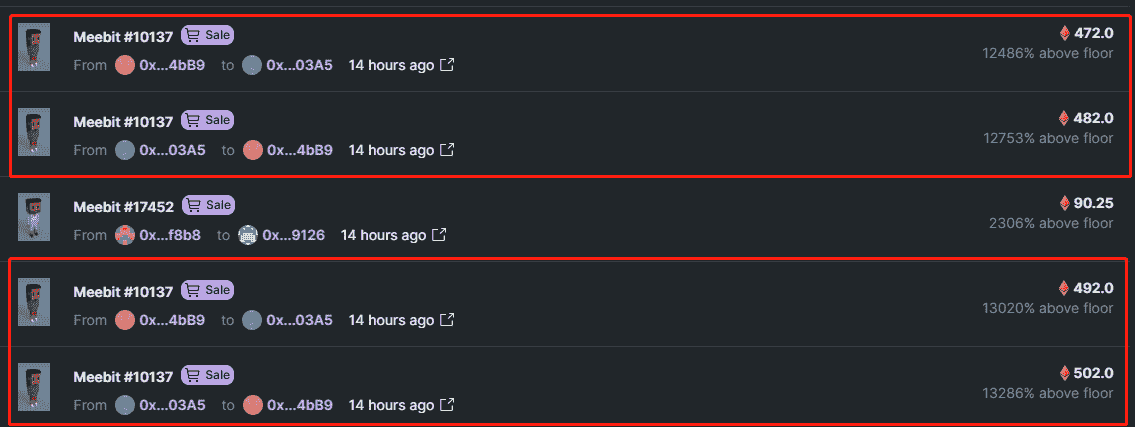 Meebit #10137 Sale 472.0
From 0x...4bB9 to 0x...03A5 14 hours ago 12486% above floor
Meebit #10137 Sale 482.0
From 0x...03A5 to 0x...4bB9 14 hours ago 12753% above floor
Meebit #17452 Sale 90.25
From 0x...f8b8 to 0x...9126 14 hours ago 2306% above floor
Meebit #10137 Sale 492.0
From 0x...4bB9 to 0x...03A5 14 hours ago 13020% above floor
Meebit #10137 Sale 502.0
From 0x...03A5 to 0x...4bB9 14 hours ago 13286% above floor